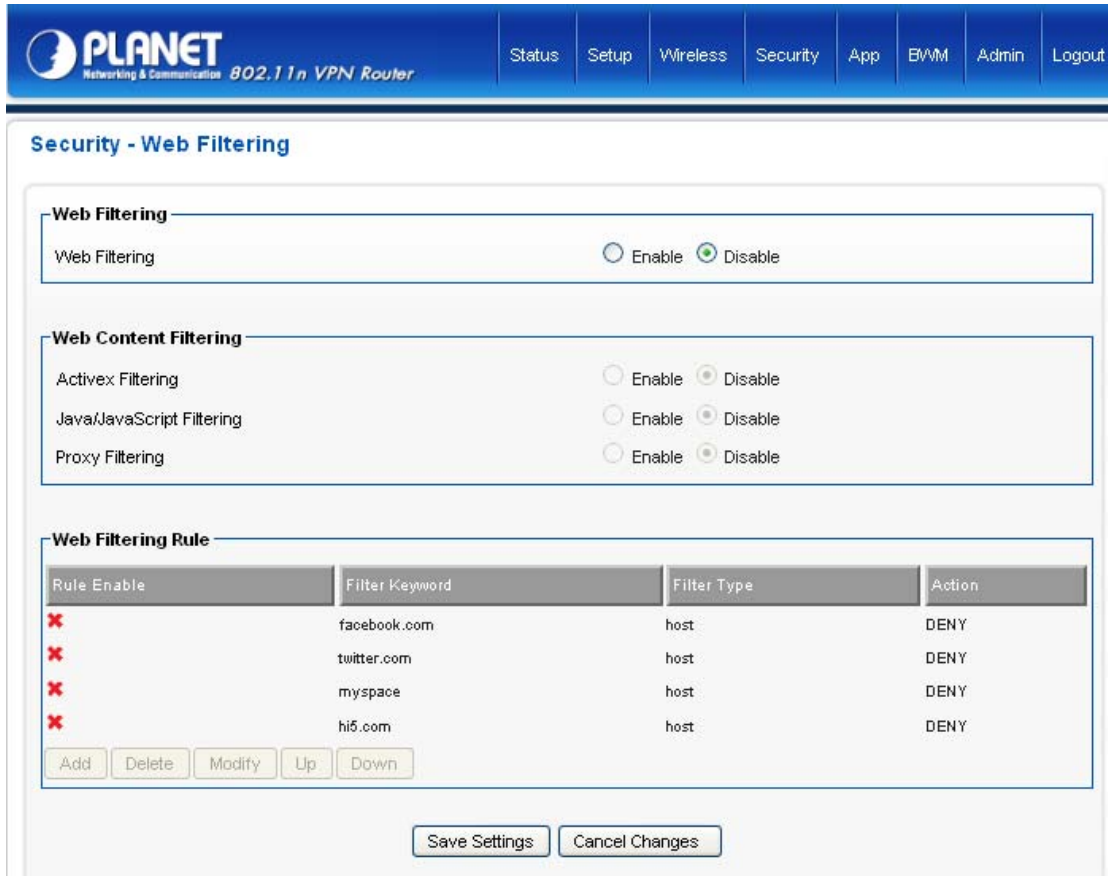 PLANET
Networking & Communication 802.11n VPN Router
Status Setup Wireless Security App BWM Admin Logout
Security - Web Filtering
Web Filtering
Web Filtering Enable Disable
Web Content Filtering
Activex Filtering Enable Disable
Java/JavaScript Filtering Enable Disable
Proxy Filtering Enable Disable
Web Filtering Rule
Rule Enable Filter Keyword Filter Type Action
facebook.com host DENY
twitter.com host DENY
myspace host DENY
hi5.com host DENY
Add Delete Modify Up Down
Save Settings Cancel Changes